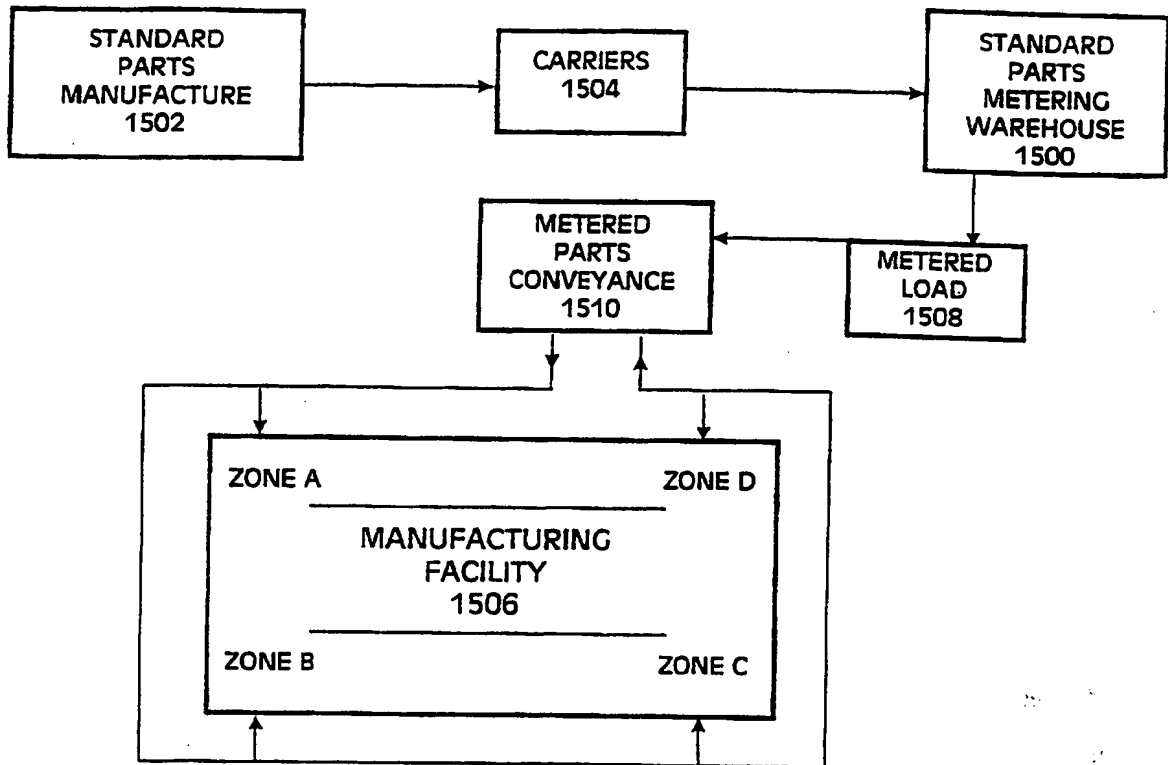 STANDARD
PARTS
MANUFACTURE
1502
CARRIERS
1504
STANDARD
PARTS
METERING
WAREHOUSE
1500
METERED
PARTS
CONVEYANCE
1510
METERED
LOAD
1508
ZONE A
ZONE D
MANUFACTURING
FACILITY
1506
ZONE B
ZONE C